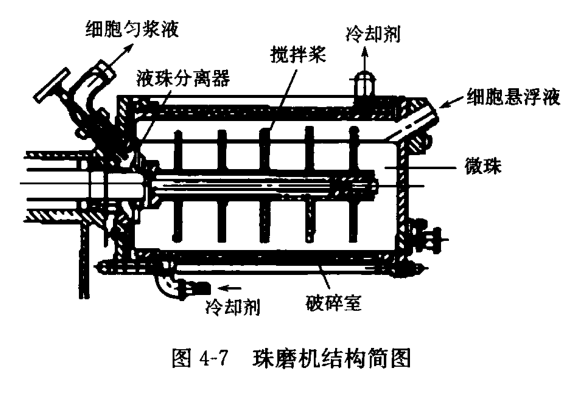 细胞匀浆液
液珠分离器
搅拌桨
冷却剂
细胞悬浮液
微珠
冷却剂
破碎室
图 4-7 珠磨机结构简图